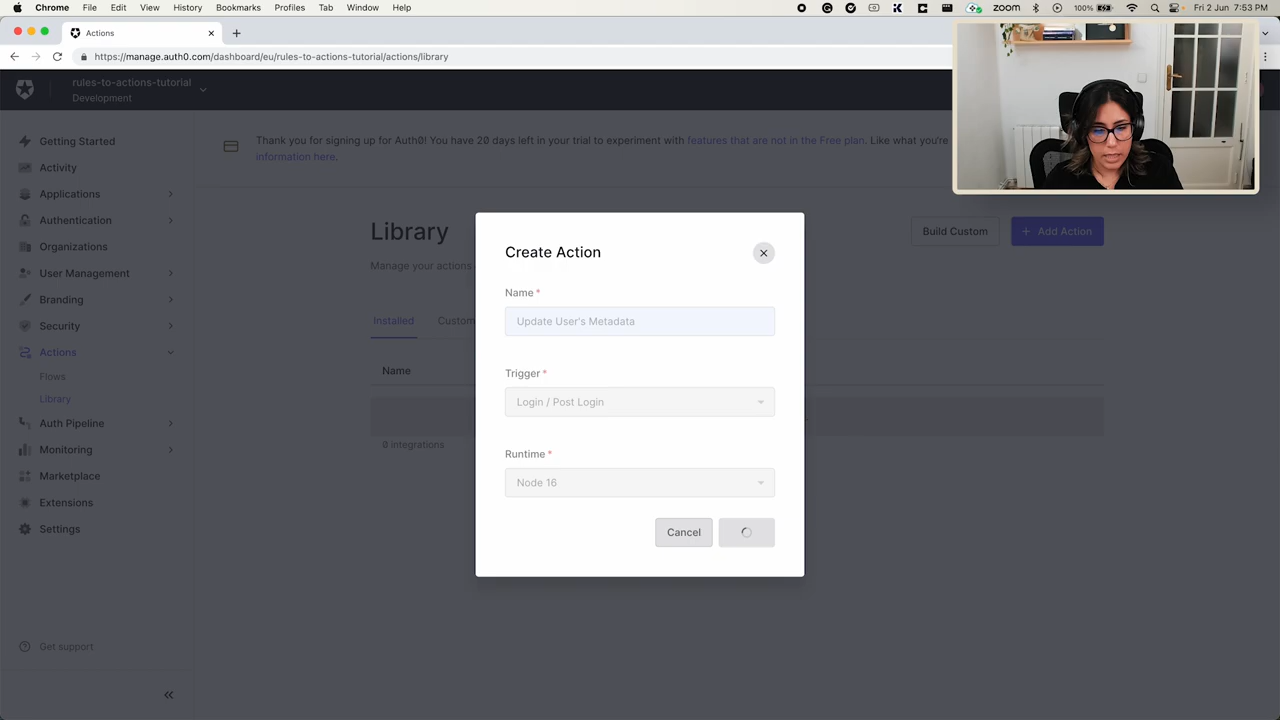 Chrome File Edit View History Bookmarks Profiles Tab Window Help
zoom 100% Fri 2 Jun 7:53 PM
Actions
https://manage.auth0.com/dashboard/eu/rules-to-actions-tutorial/actions/library
rules-to-actions-tutorial
Development
Getting Started
Activity
Applications
Authentication
Organizations
User Management
Branding
Security
Actions
Flows
Library
Auth Pipeline
Monitoring
Marketplace
Extensions
Settings
Get support
Thank you for signing up for Auth0! You have 20 days left in your trial to experiment with features that are not in the Free plan. Like what you're
information here.
Library
Build Custom
+ Add Action
Manage your actions
Installed
Custom
Name
0 integrations
Create Action
Name *
Update User's Metadata
Trigger *
Login / Post Login
Runtime *
Node 16
Cancel